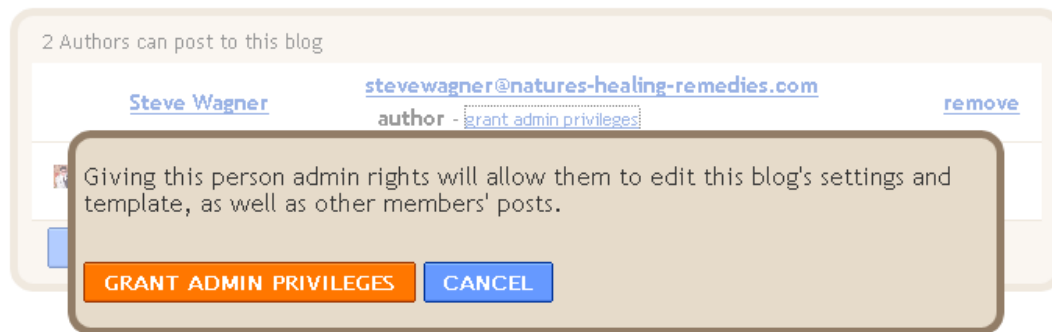 2 Authors can post to this blog
Steve Wagner
stevewagner@natures-healing-remedies.com
author - grant admin privileges
remove
Giving this person admin rights will allow them to edit this blog's settings and
template, as well as other members' posts.
GRANT ADMIN PRIVILEGES
CANCEL